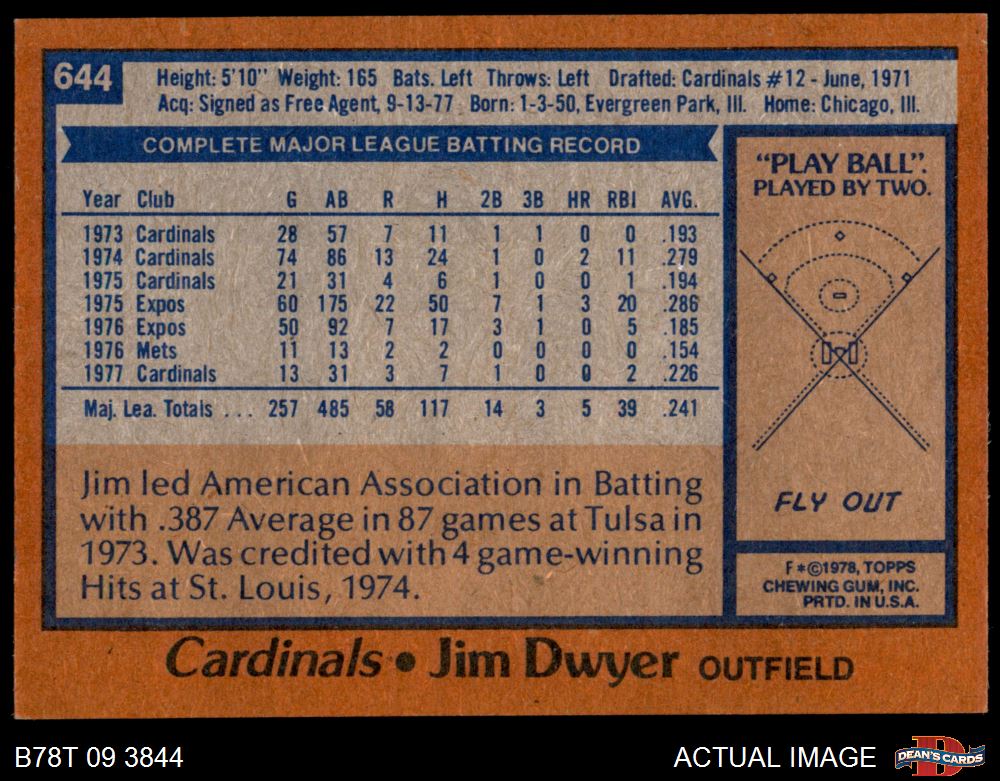 644
Height: 5'10" Weight: 165 Bats. Left Throws: Left Drafted: Cardinals #12 - June, 1971
Acq: Signed as Free Agent, 9-13-77 Born: 1-3-50, Evergreen Park, Ill. Home: Chicago, Ill.
COMPLETE MAJOR LEAGUE BATTING RECORD
Year Club G AB R H 2B 3B HR RBI AVG.
1973 Cardinals 28 57 7 11 1 1 0 0 .193
1974 Cardinals 74 86 13 24 1 0 2 11 .279
1975 Cardinals 21 31 4 6 1 0 0 1 .194
1975 Expos 60 175 22 50 7 1 3 20 .286
1976 Expos 50 92 7 17 3 1 0 5 .185
1976 Mets 11 13 2 2 0 0 0 0 .154
1977 Cardinals 13 31 3 7 1 0 0 2 .226
Maj. Lea. Totals ... 257 485 58 117 14 3 5 39 .241
Jim led American Association in Batting
with .387 Average in 87 games at Tulsa in
1973. Was credited with 4 game-winning
Hits at St. Louis, 1974.
"PLAY BALL".
PLAYED BY TWO.
FLY OUT
F*©1978, TOPPS
CHEWING GUM, INC.
PRTD. IN U.S.A.
Cardinals • Jim Dwyer OUTFIELD
B78T 09 3844
ACTUAL IMAGE
D
DEAN'S CARDS